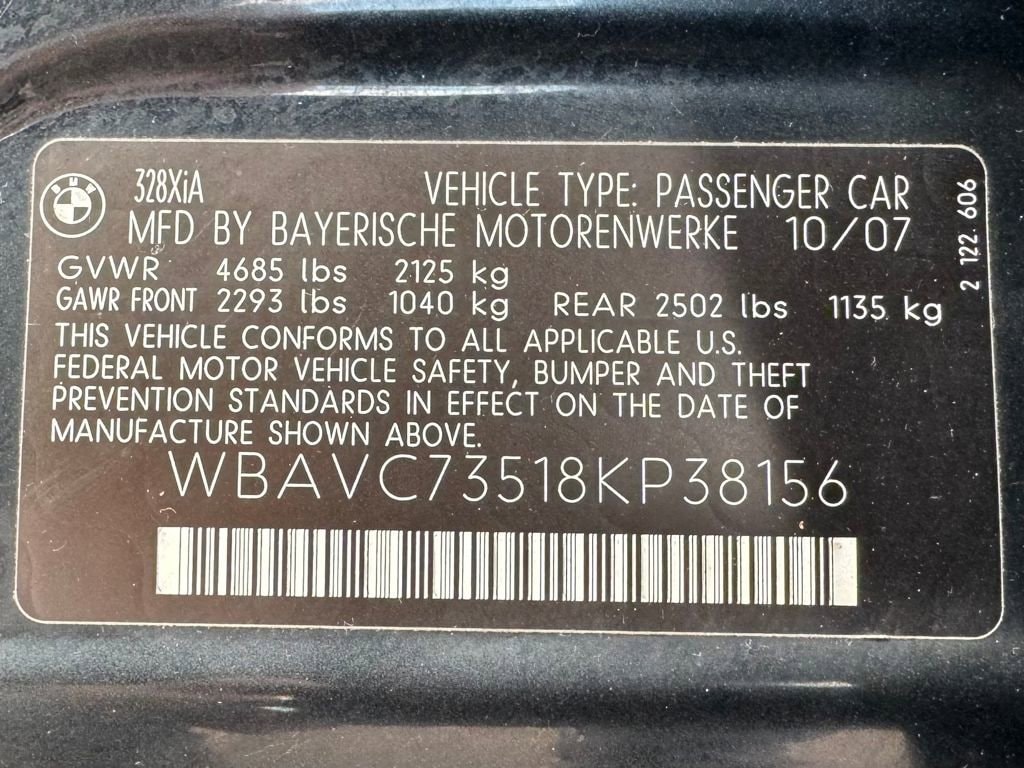 BMW
328XiA VEHICLE TYPE: PASSENGER CAR
MFD BY BAYERISCHE MOTORENWERKE 10/07
GVWR 4685 lbs 2125 kg
GAWR FRONT 2293 lbs 1040 kg REAR 2502 lbs 1135 kg
THIS VEHICLE CONFORMS TO ALL APPLICABLE U.S.
FEDERAL MOTOR VEHICLE SAFETY, BUMPER AND THEFT
PREVENTION STANDARDS IN EFFECT ON THE DATE OF
MANUFACTURE SHOWN ABOVE.
WBAVC73518KP38156
2 122 606